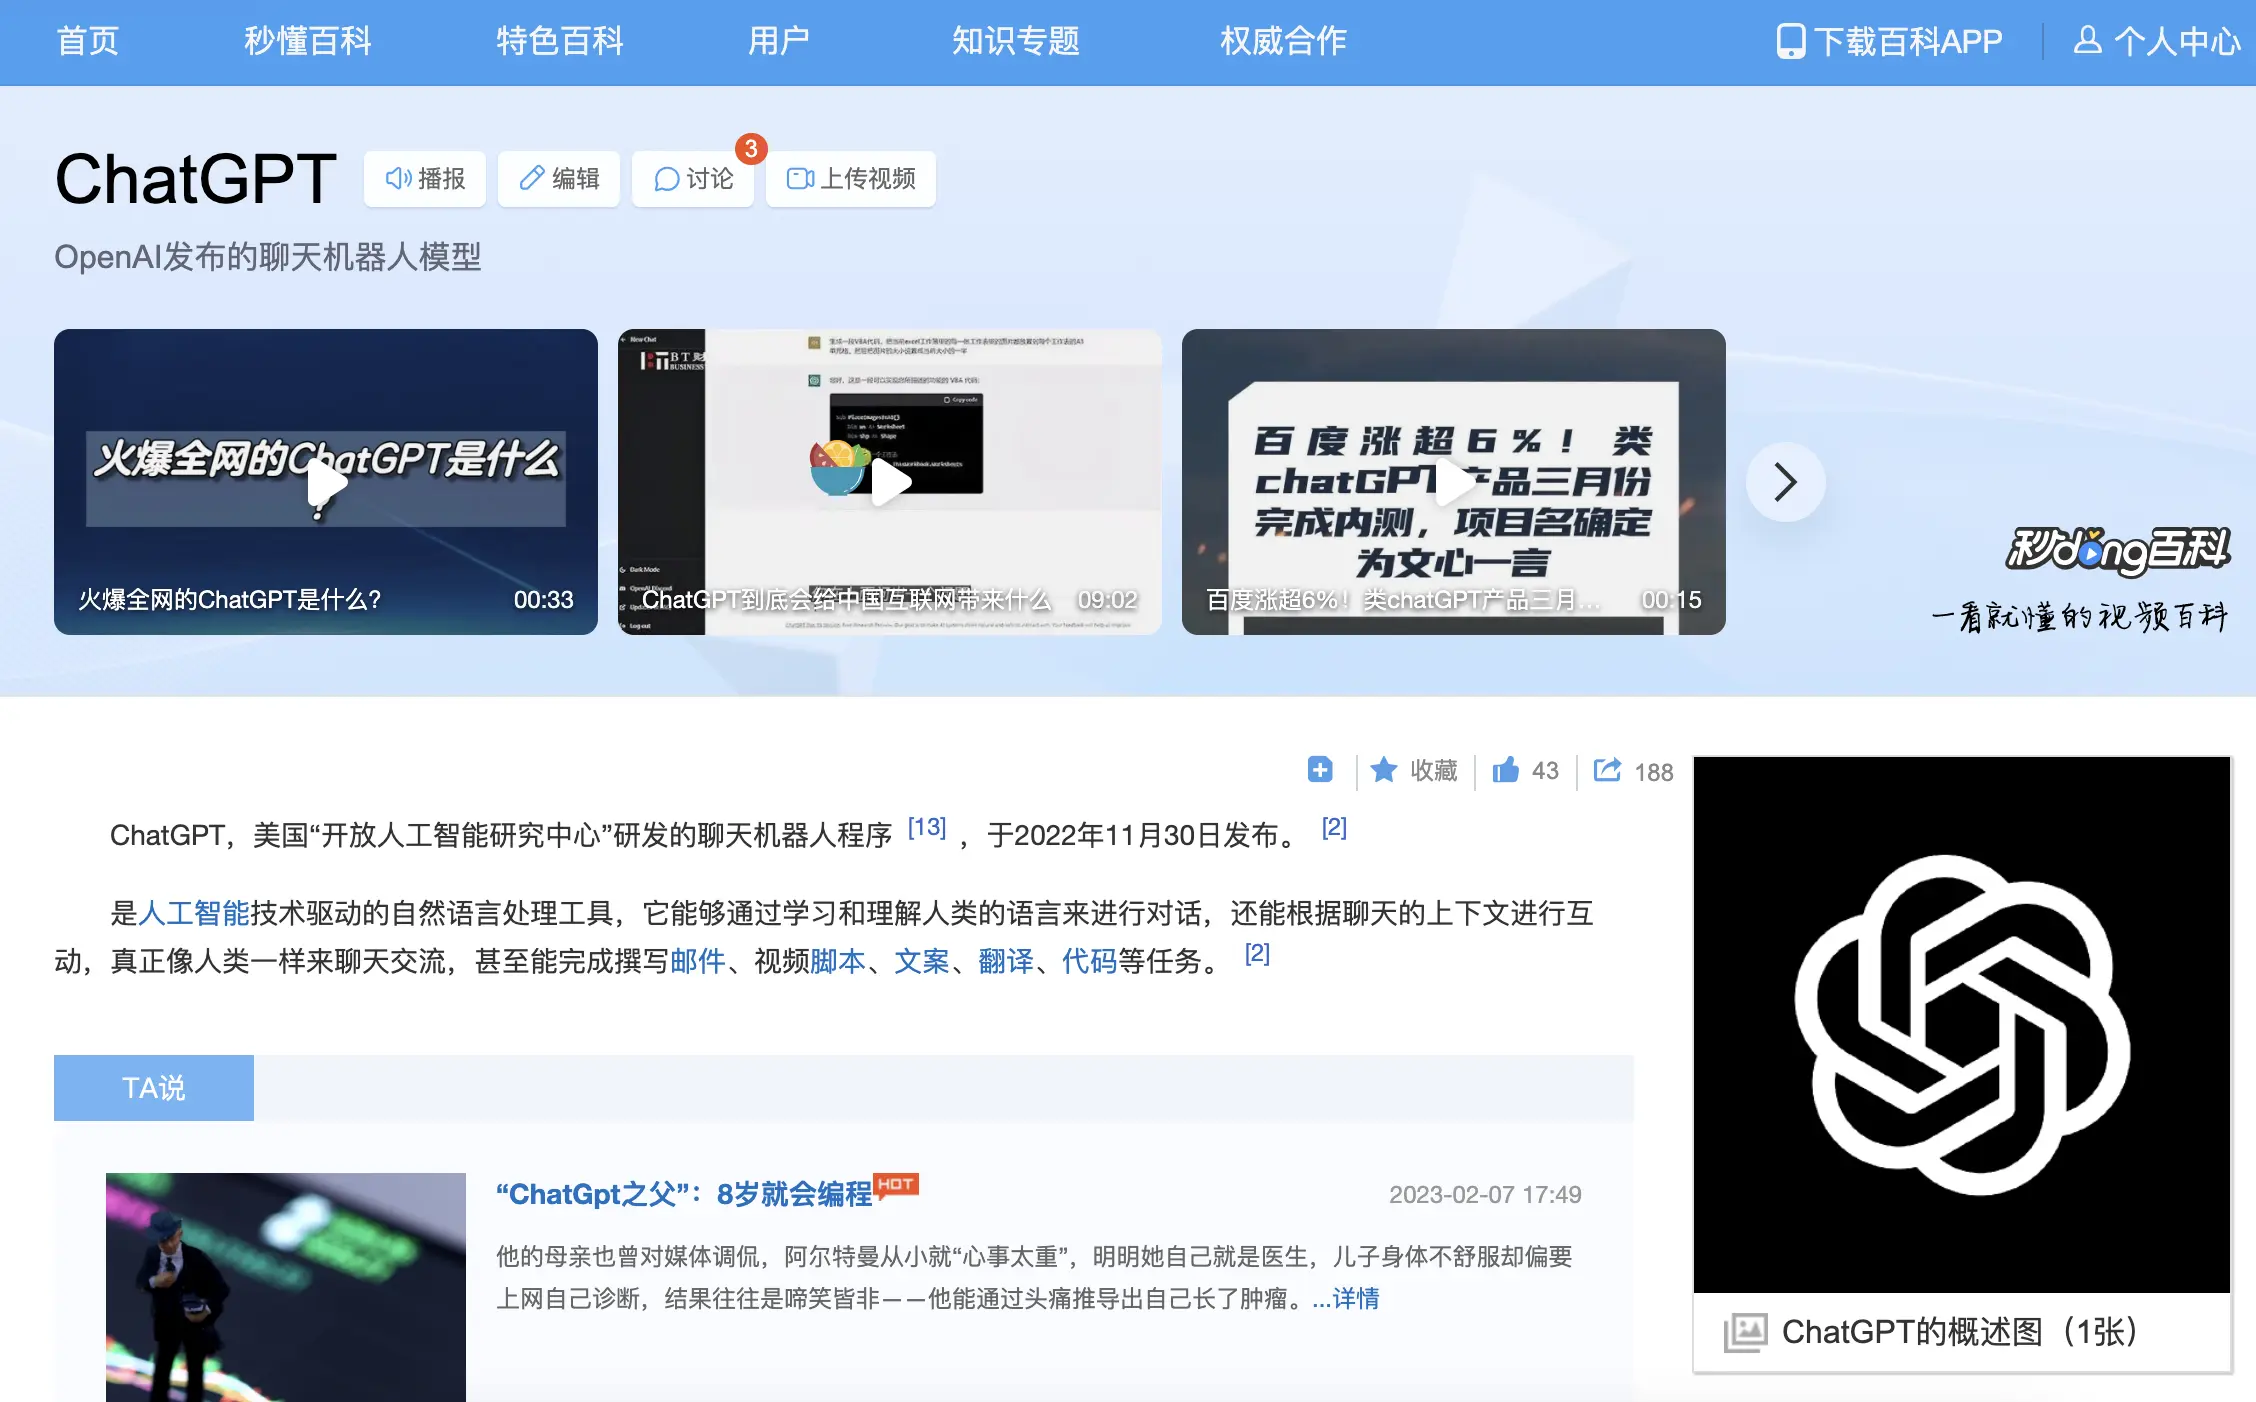 首页 秒懂百科 特色百科 用户 知识专题 权威合作 下载百科APP 个人中心
ChatGPT 播报 编辑 讨论 3 上传视频
OpenAI发布的聊天机器人模型
火爆全网的ChatGPT是什么
?
火爆全网的ChatGPT是什么? 00:33
New Chat
BT财
BUSINESS
Copy code
Dark Mode
Log out
ChatGPT到底会给中国互联网带来什么 09:02
百度涨超6%！类
chatGPT产品三月份
完成内测，项目名确定
为文心一言
百度涨超6%！类chatGPT产品三月... 00:15
秒dong百科
一看就懂的视频百科
收藏 43 188
ChatGPT，美国“开放人工智能研究中心”研发的聊天机器人程序 [13] ，于2022年11月30日发布。 [2]
是人工智能技术驱动的自然语言处理工具，它能够通过学习和理解人类的语言来进行对话，还能根据聊天的上下文进行互
动，真正像人类一样来聊天交流，甚至能完成撰写邮件、视频脚本、文案、翻译、代码等任务。 [2]
TA说
“ChatGpt之父”：8岁就会编程 HOT 2023-02-07 17:49
他的母亲也曾对媒体调侃，阿尔特曼从小就“心事太重”，明明她自己就是医生，儿子身体不舒服却偏要
上网自己诊断，结果往往是啼笑皆非——他能通过头痛推导出自己长了肿瘤。...详情
ChatGPT的概述图（1张）